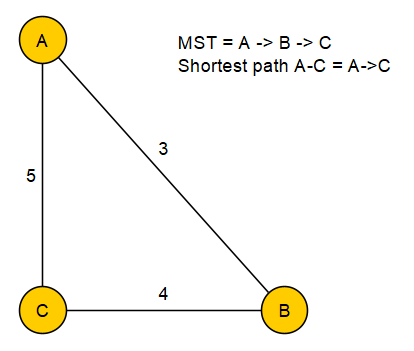 A
MST = A -> B -> C
Shortest path A-C = A->C
3
5
4
C
B